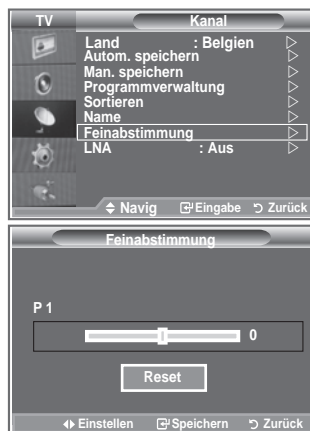 TV Kanal
Land : Belgien
Autom. speichern
Man. speichern
Programmverwaltung
Sortieren
Name
Feinabstimmung
LNA : Aus
Navig Eingabe Zurück
Feinabstimmung
P 1
0
Reset
Einstellen Speichern Zurück